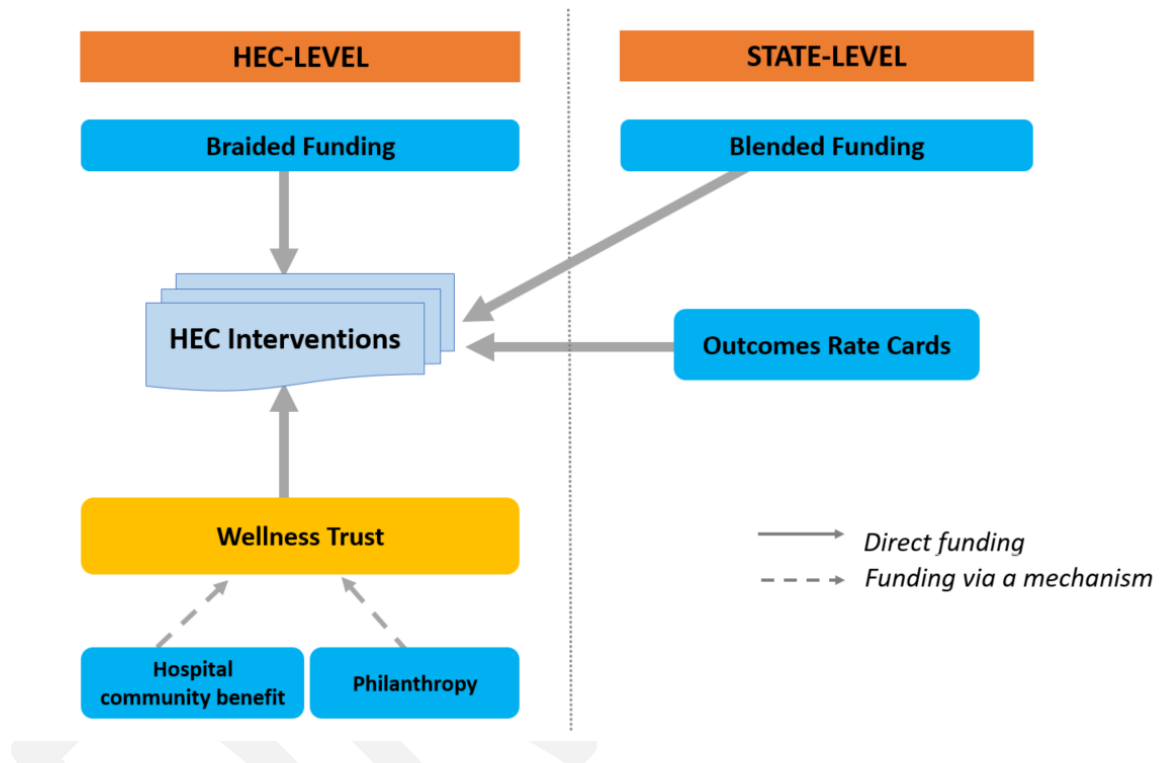 HEC-LEVEL
STATE-LEVEL
Braided Funding
Blended Funding
HEC Interventions
Outcomes Rate Cards
Wellness Trust
Direct funding
Funding via a mechanism
Hospital
community benefit
Philanthropy